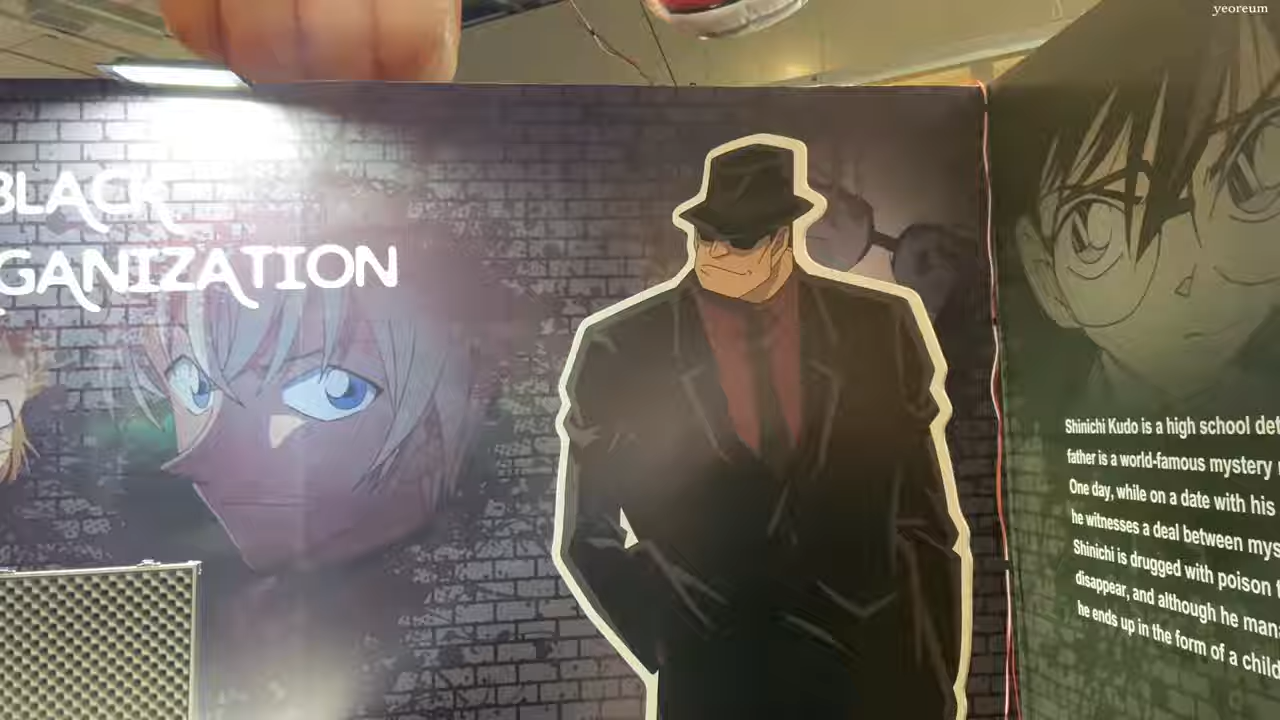 BLACK
GANIZATION
Shinichi Kudo is a high school det
father is a world-famous mystery
One day, while on a date with his
he witnesses a deal between mys
Shinichi is drugged with poison
disappear, and although he man
he ends up in the form of a child
yeoreum